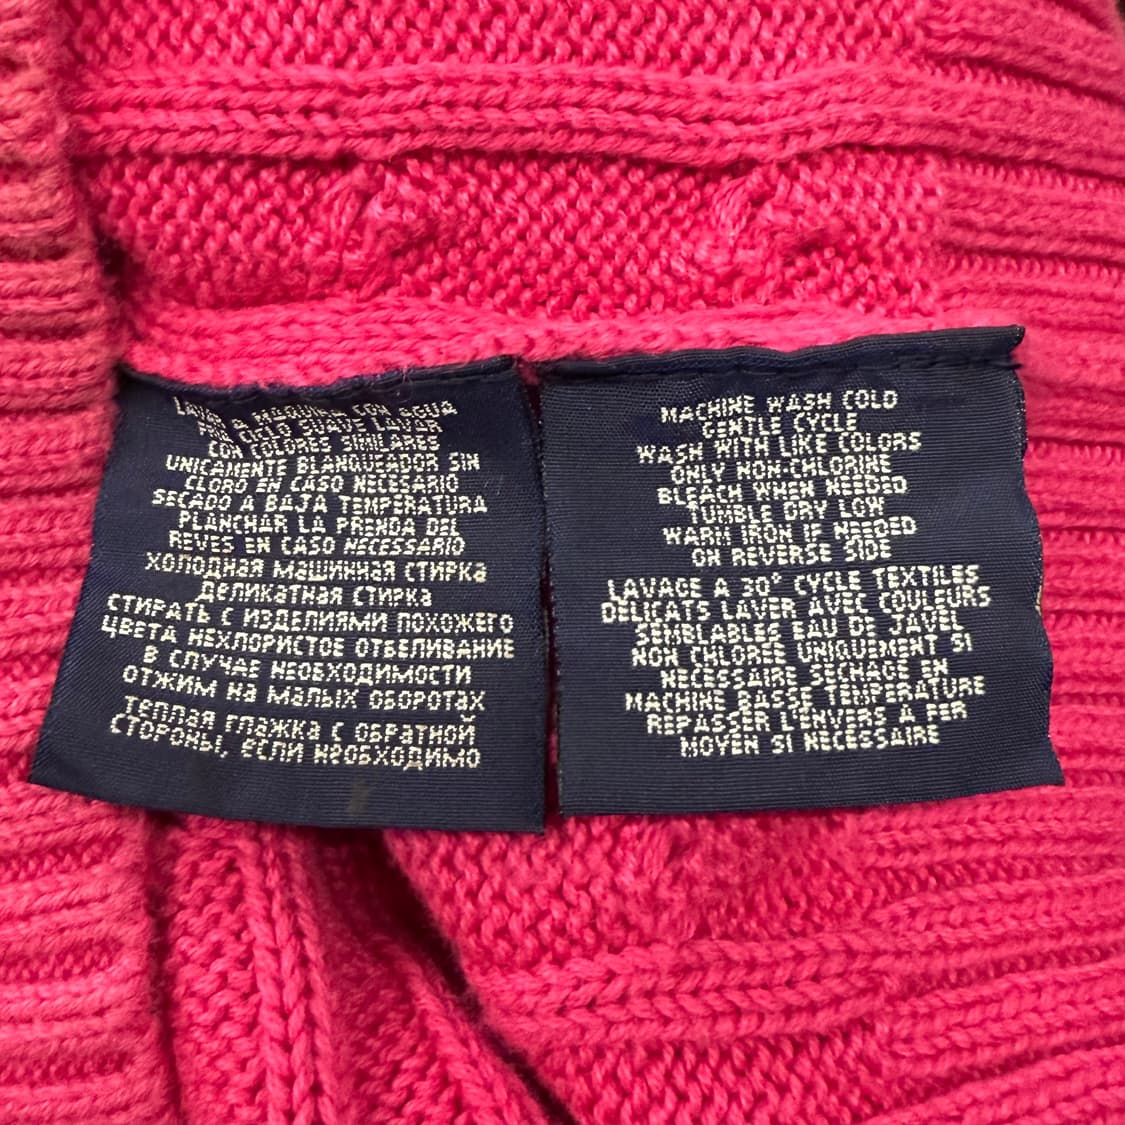 LAVAR A MAQUINA CON AGUA
FRIA CICLO SUAVE LAVAR
CON COLORES SIMILARES
UNICAMENTE BLANQUEADOR SIN
CLORO EN CASO NECESARIO
SECADO A BAJA TEMPERATURA
PLANCHAR LA PRENDA DEL
REVES EN CASO NECESSARIO
ХОЛОДНАЯ МАШИННАЯ СТИРКА
ДЕЛИКАТНАЯ СТИРКА
СТИРАТЬ С ИЗДЕЛИЯМИ ПОХОЖЕГО
ЦВЕТА НЕХЛОРИСТОЕ ОТБЕЛИВАНИЕ
В СЛУЧАЕ НЕОБХОДИМОСТИ
ОТЖИМ НА МАЛЫХ ОБОРОТАХ
ТЕПЛАЯ ГЛАЖКА С ОБРАТНОЙ
СТОРОНЫ, ЕСЛИ НЕОБХОДИМО
MACHINE WASH COLD
GENTLE CYCLE
WASH WITH LIKE COLORS
ONLY NON-CHLORINE
BLEACH WHEN NEEDED
TUMBLE DRY LOW
WARM IRON IF NEEDED
ON REVERSE SIDE
LAVAGE A 30° CYCLE TEXTILES
DELICATS LAVER AVEC COULEURS
SEMBLABLES EAU DE JAVEL
NON CHLOREE UNIQUEMENT SI
NECESSAIRE SECHAGE EN
MACHINE BASSE TEMPERATURE
REPASSER L'ENVERS A FER
MOYEN SI NECESSAIRE